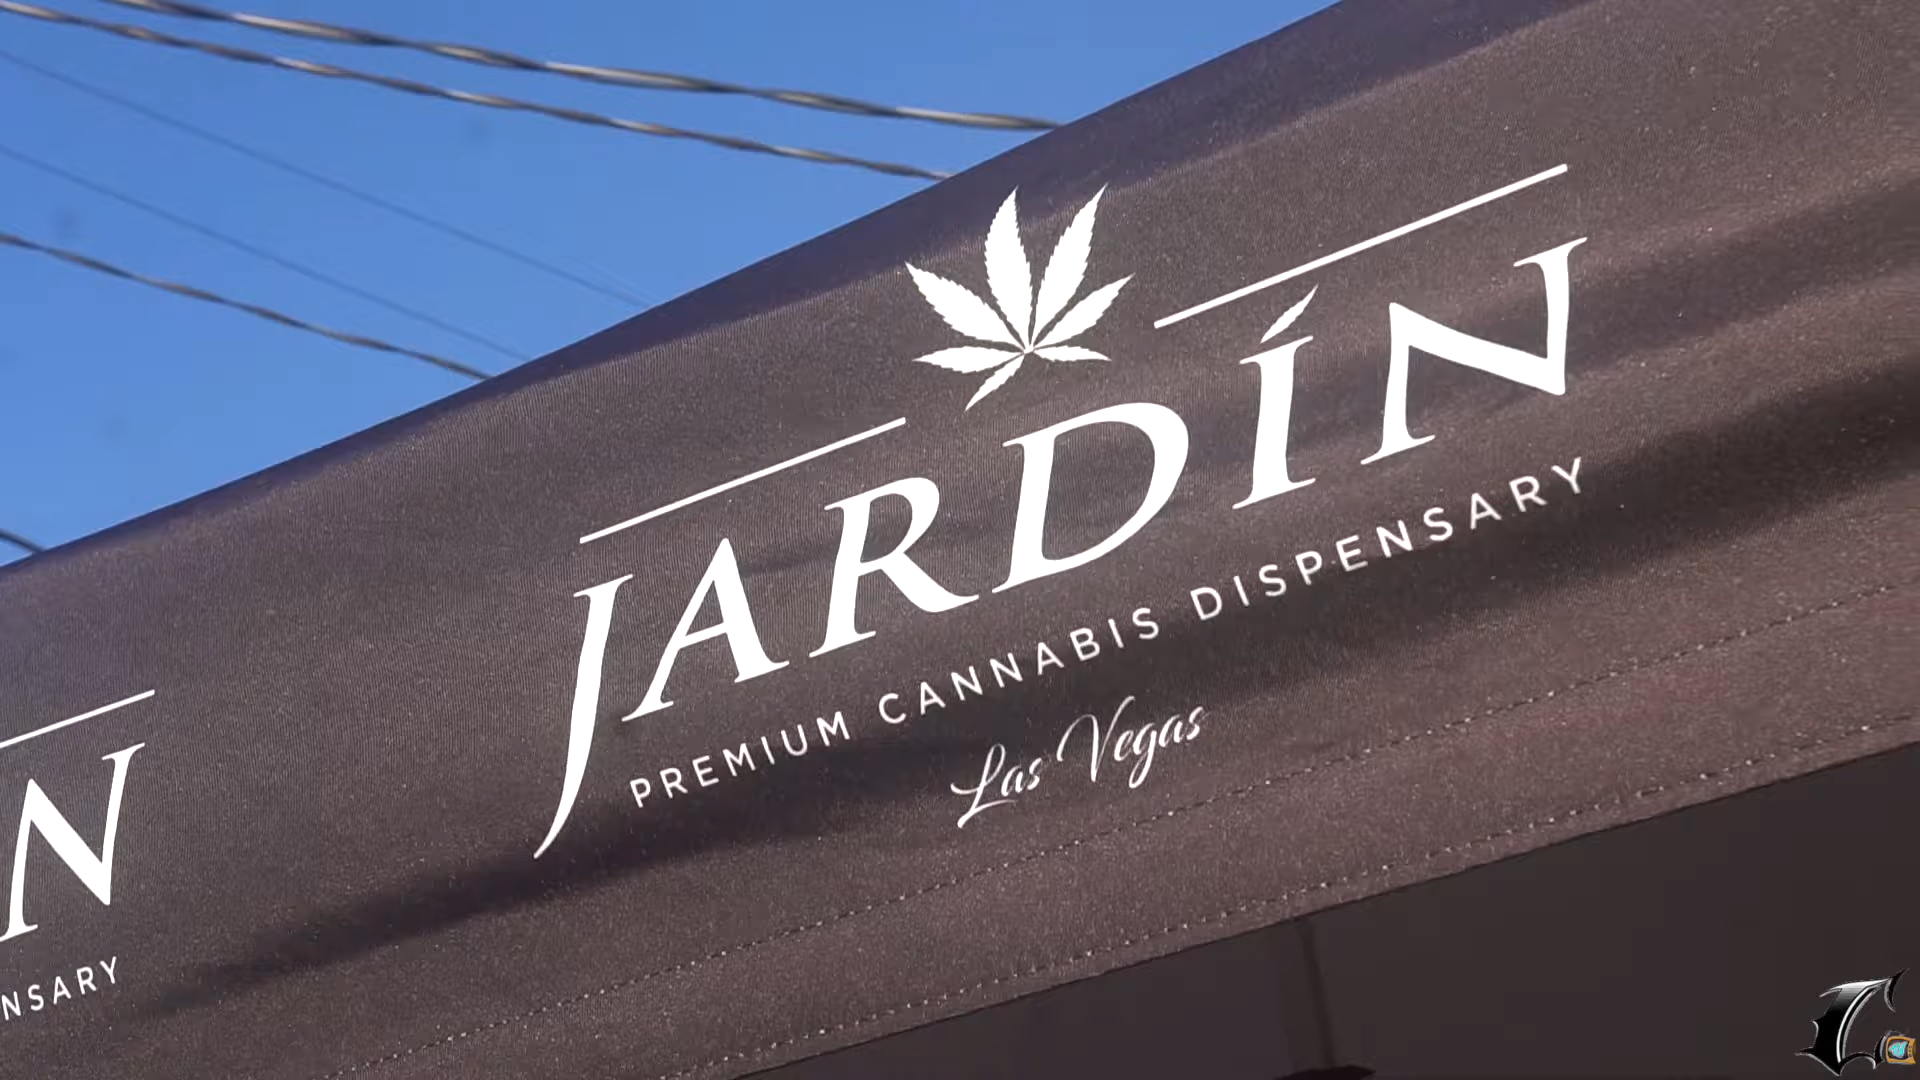 JARDÍN
PREMIUM CANNABIS DISPENSARY
Las Vegas
N
NSARY